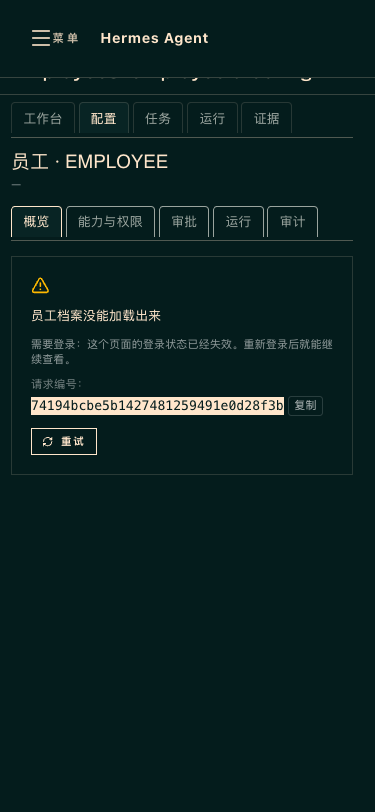 菜单 Hermes Agent
工作台 配置 任务 运行 证据
员工 · EMPLOYEE
—
概览 能力与权限 审批 运行 审计
员工档案没能加载出来
需要登录：这个页面的登录状态已经失效。重新登录后就能继
续查看。
请求编号：
74194bcbe5b1427481259491e0d28f3b 复制
重试